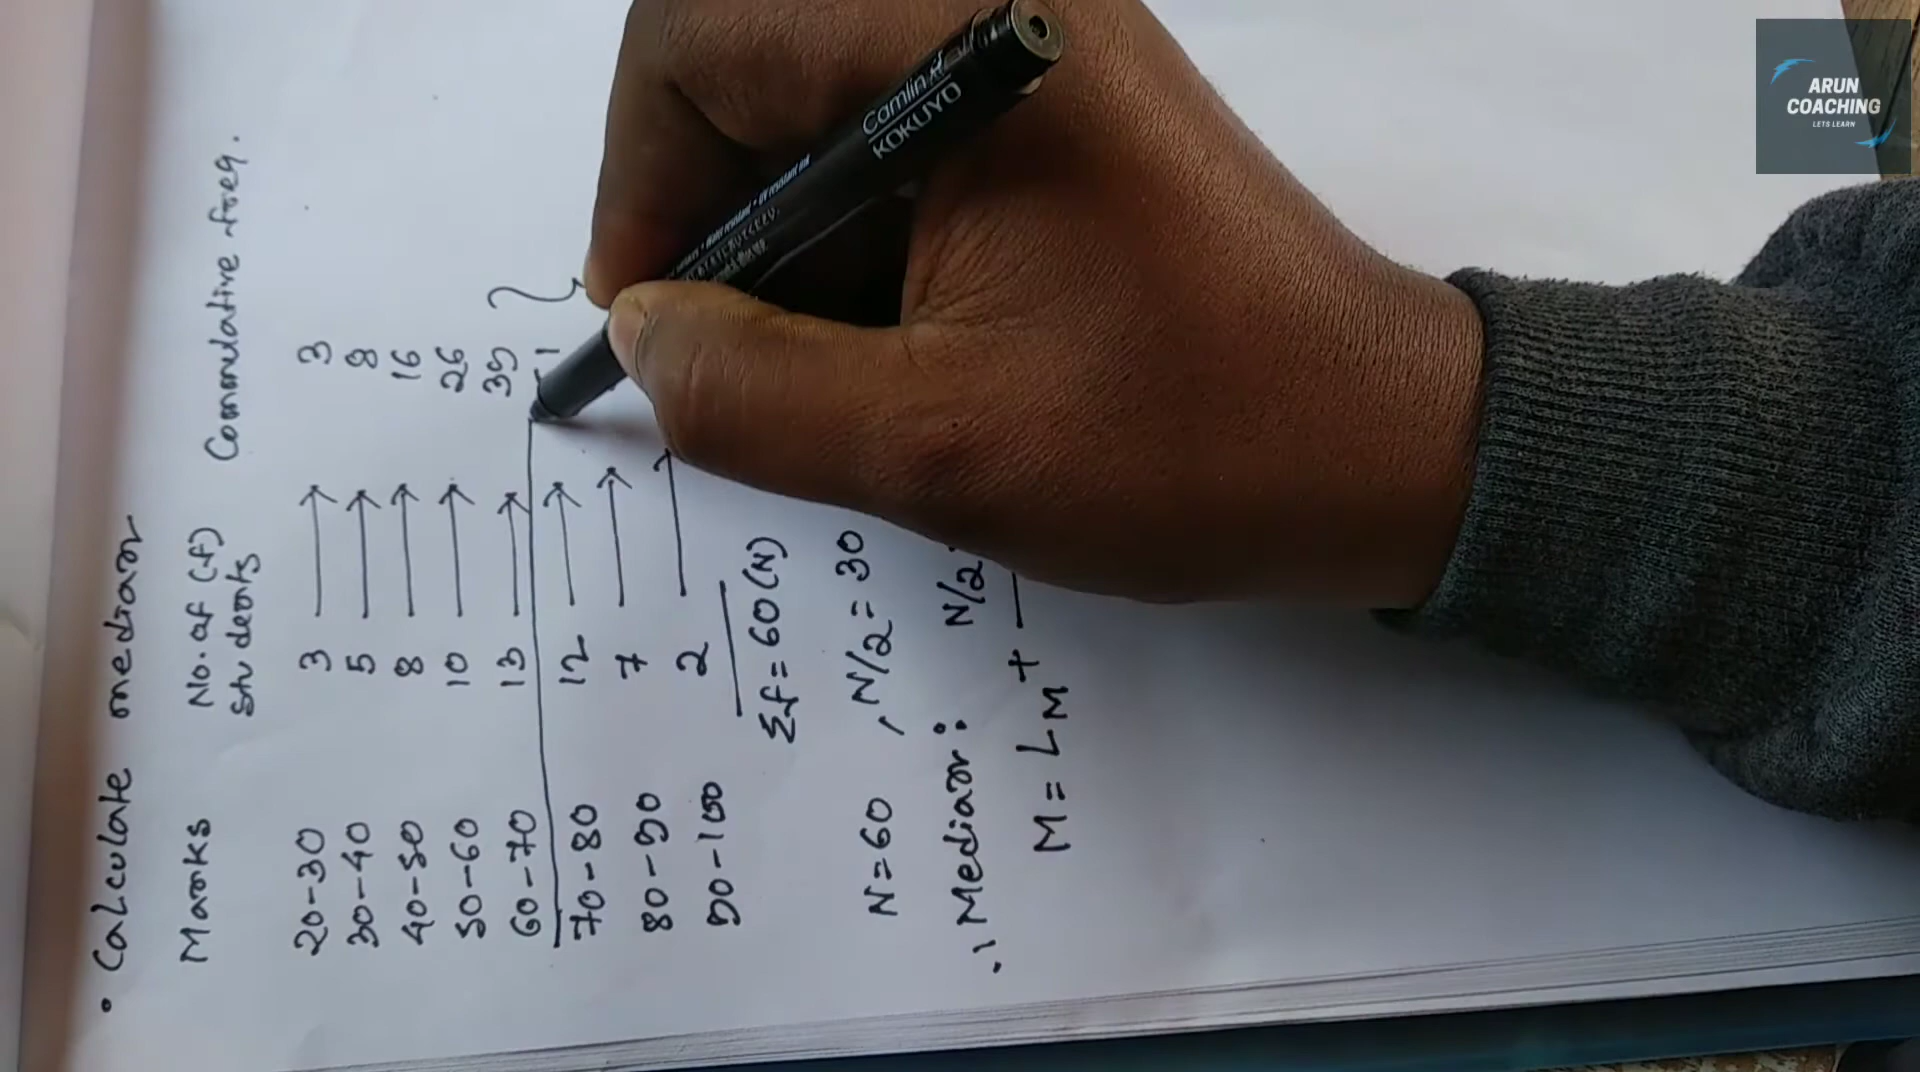 • Calculate median
Marks No. of (f) students Commulative freq.
20-30 3 3
30-40 5 8
40-50 8 16
50-60 10 26
60-70 13 39
70-80 12
80-90 7
90-100 2
Σf = 60 (N)
N = 60 , N/2 = 30
∴ Median :
N/2
M = LM +
Camlin
KOKUYO
ARUN
COACHING
LETS LEARN